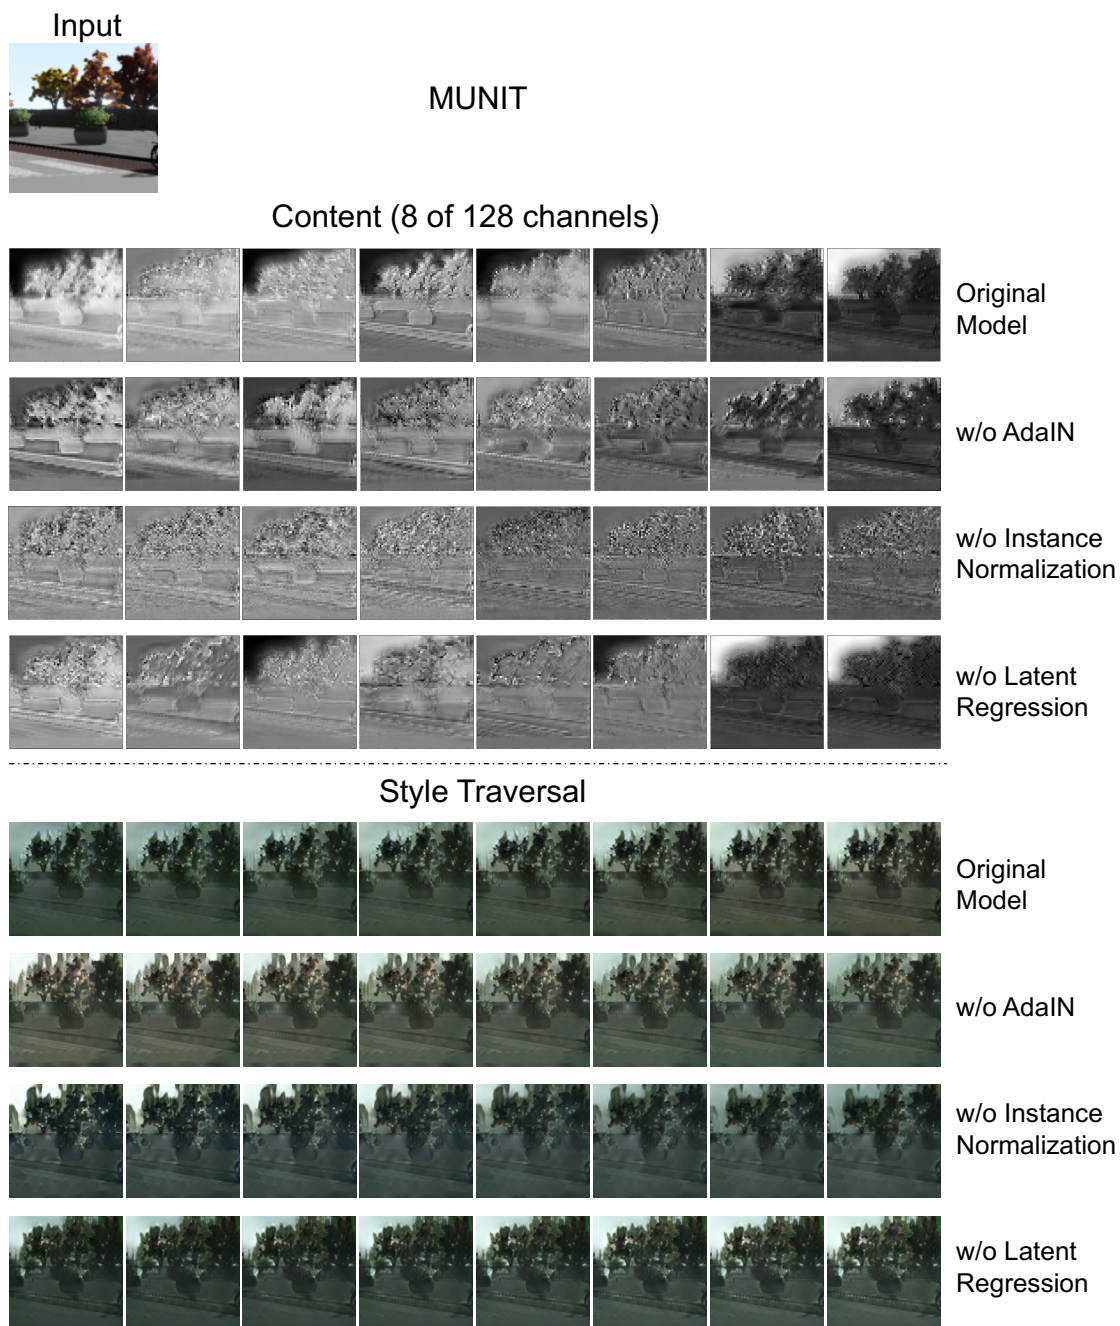 Input
MUNIT
Content (8 of 128 channels)
Original
Model
w/o AdaIN
w/o Instance
Normalization
w/o Latent
Regression
Style Traversal
Original
Model
w/o AdaIN
w/o Instance
Normalization
w/o Latent
Regression